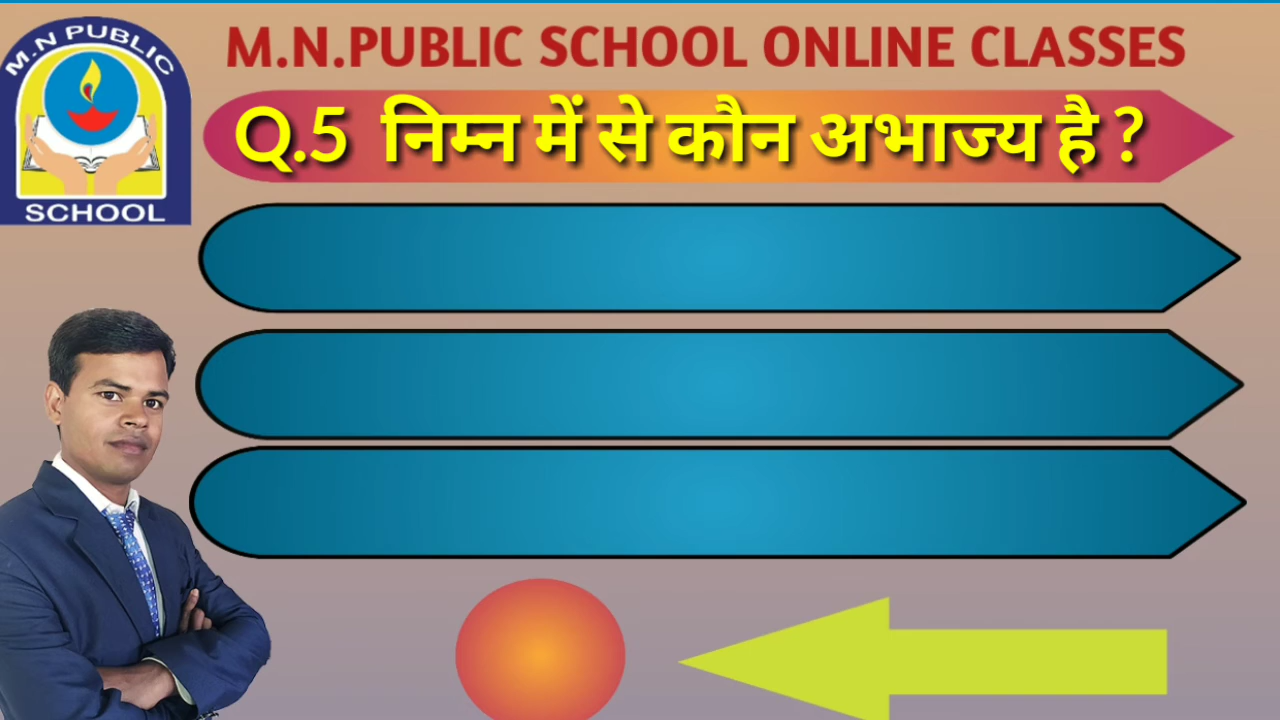 M.N PUBLIC
SCHOOL
M.N.PUBLIC SCHOOL ONLINE CLASSES
Q.5 निम्न में से कौन अभाज्य है ?